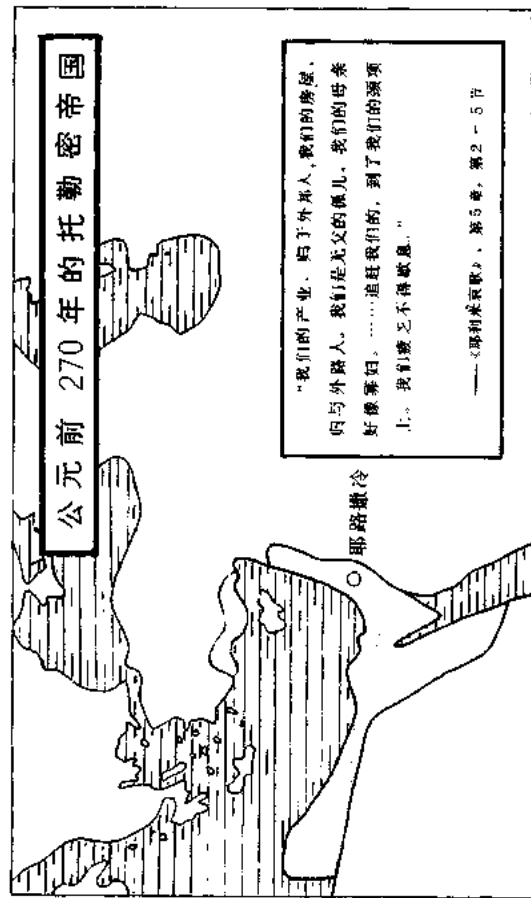 公元前 270 年的托勒密帝国
“我们的产业、归于外邦人，我们的房屋、
归与外路人。我们是无父的孤儿。我们的母亲
好像寡妇。……追赶我们的，到了我们的颈项
上。我们疲乏不得歇息。”
——《耶利米哀歌》，第5章，第2－5节
耶路撒冷